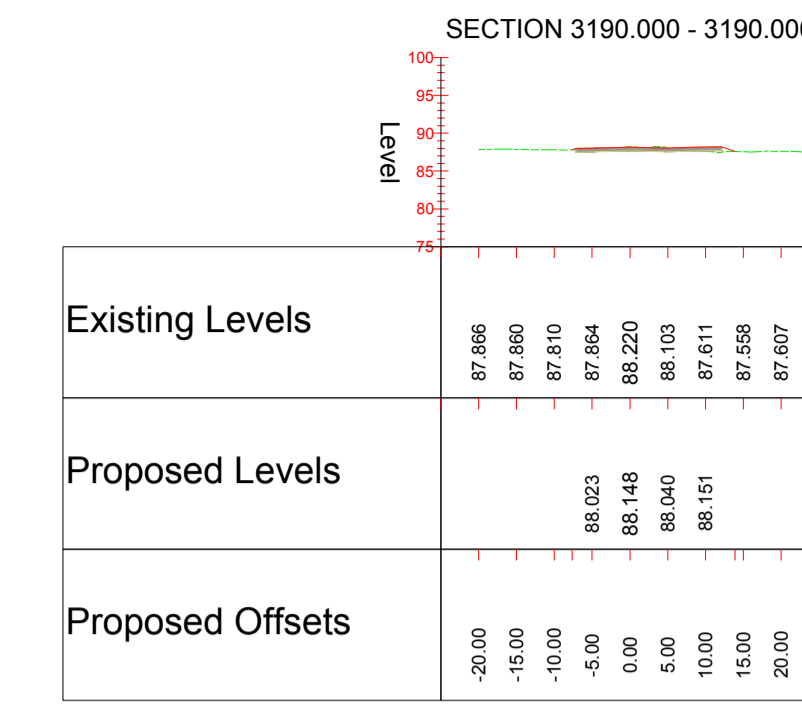 SECTION 3190.000 - 3190.000
100
95
90
85
80
75
Level
Existing Levels
87.866 87.860 87.810 87.864 88.220 88.103 87.611 87.558 87.607
Proposed Levels
88.023 88.148 88.040 88.151
Proposed Offsets
-20.00 -15.00 -10.00 -5.00 0.00 5.00 10.00 15.00 20.00